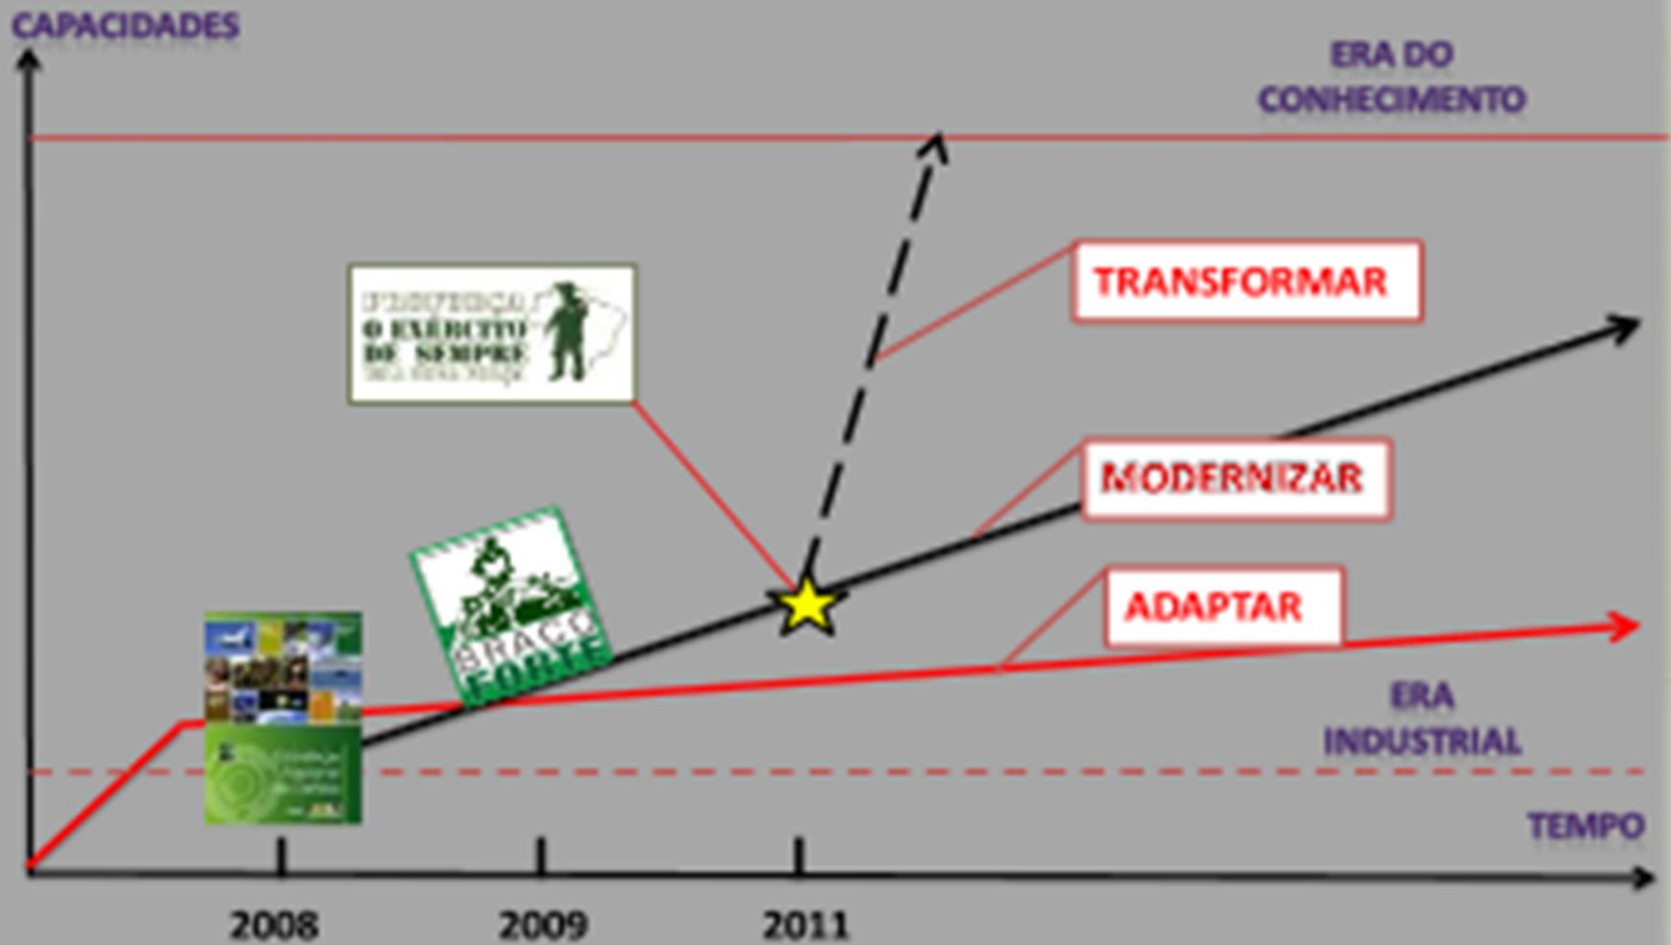 CAPACIDADES
ERA DO
CONHECIMENTO
TRANSFORMAR
O EXÉRCITO
DE SEMPRE
MODERNIZAR
BRAÇO
FORTE
ADAPTAR
ERA
INDUSTRIAL
TEMPO
2008 2009 2011